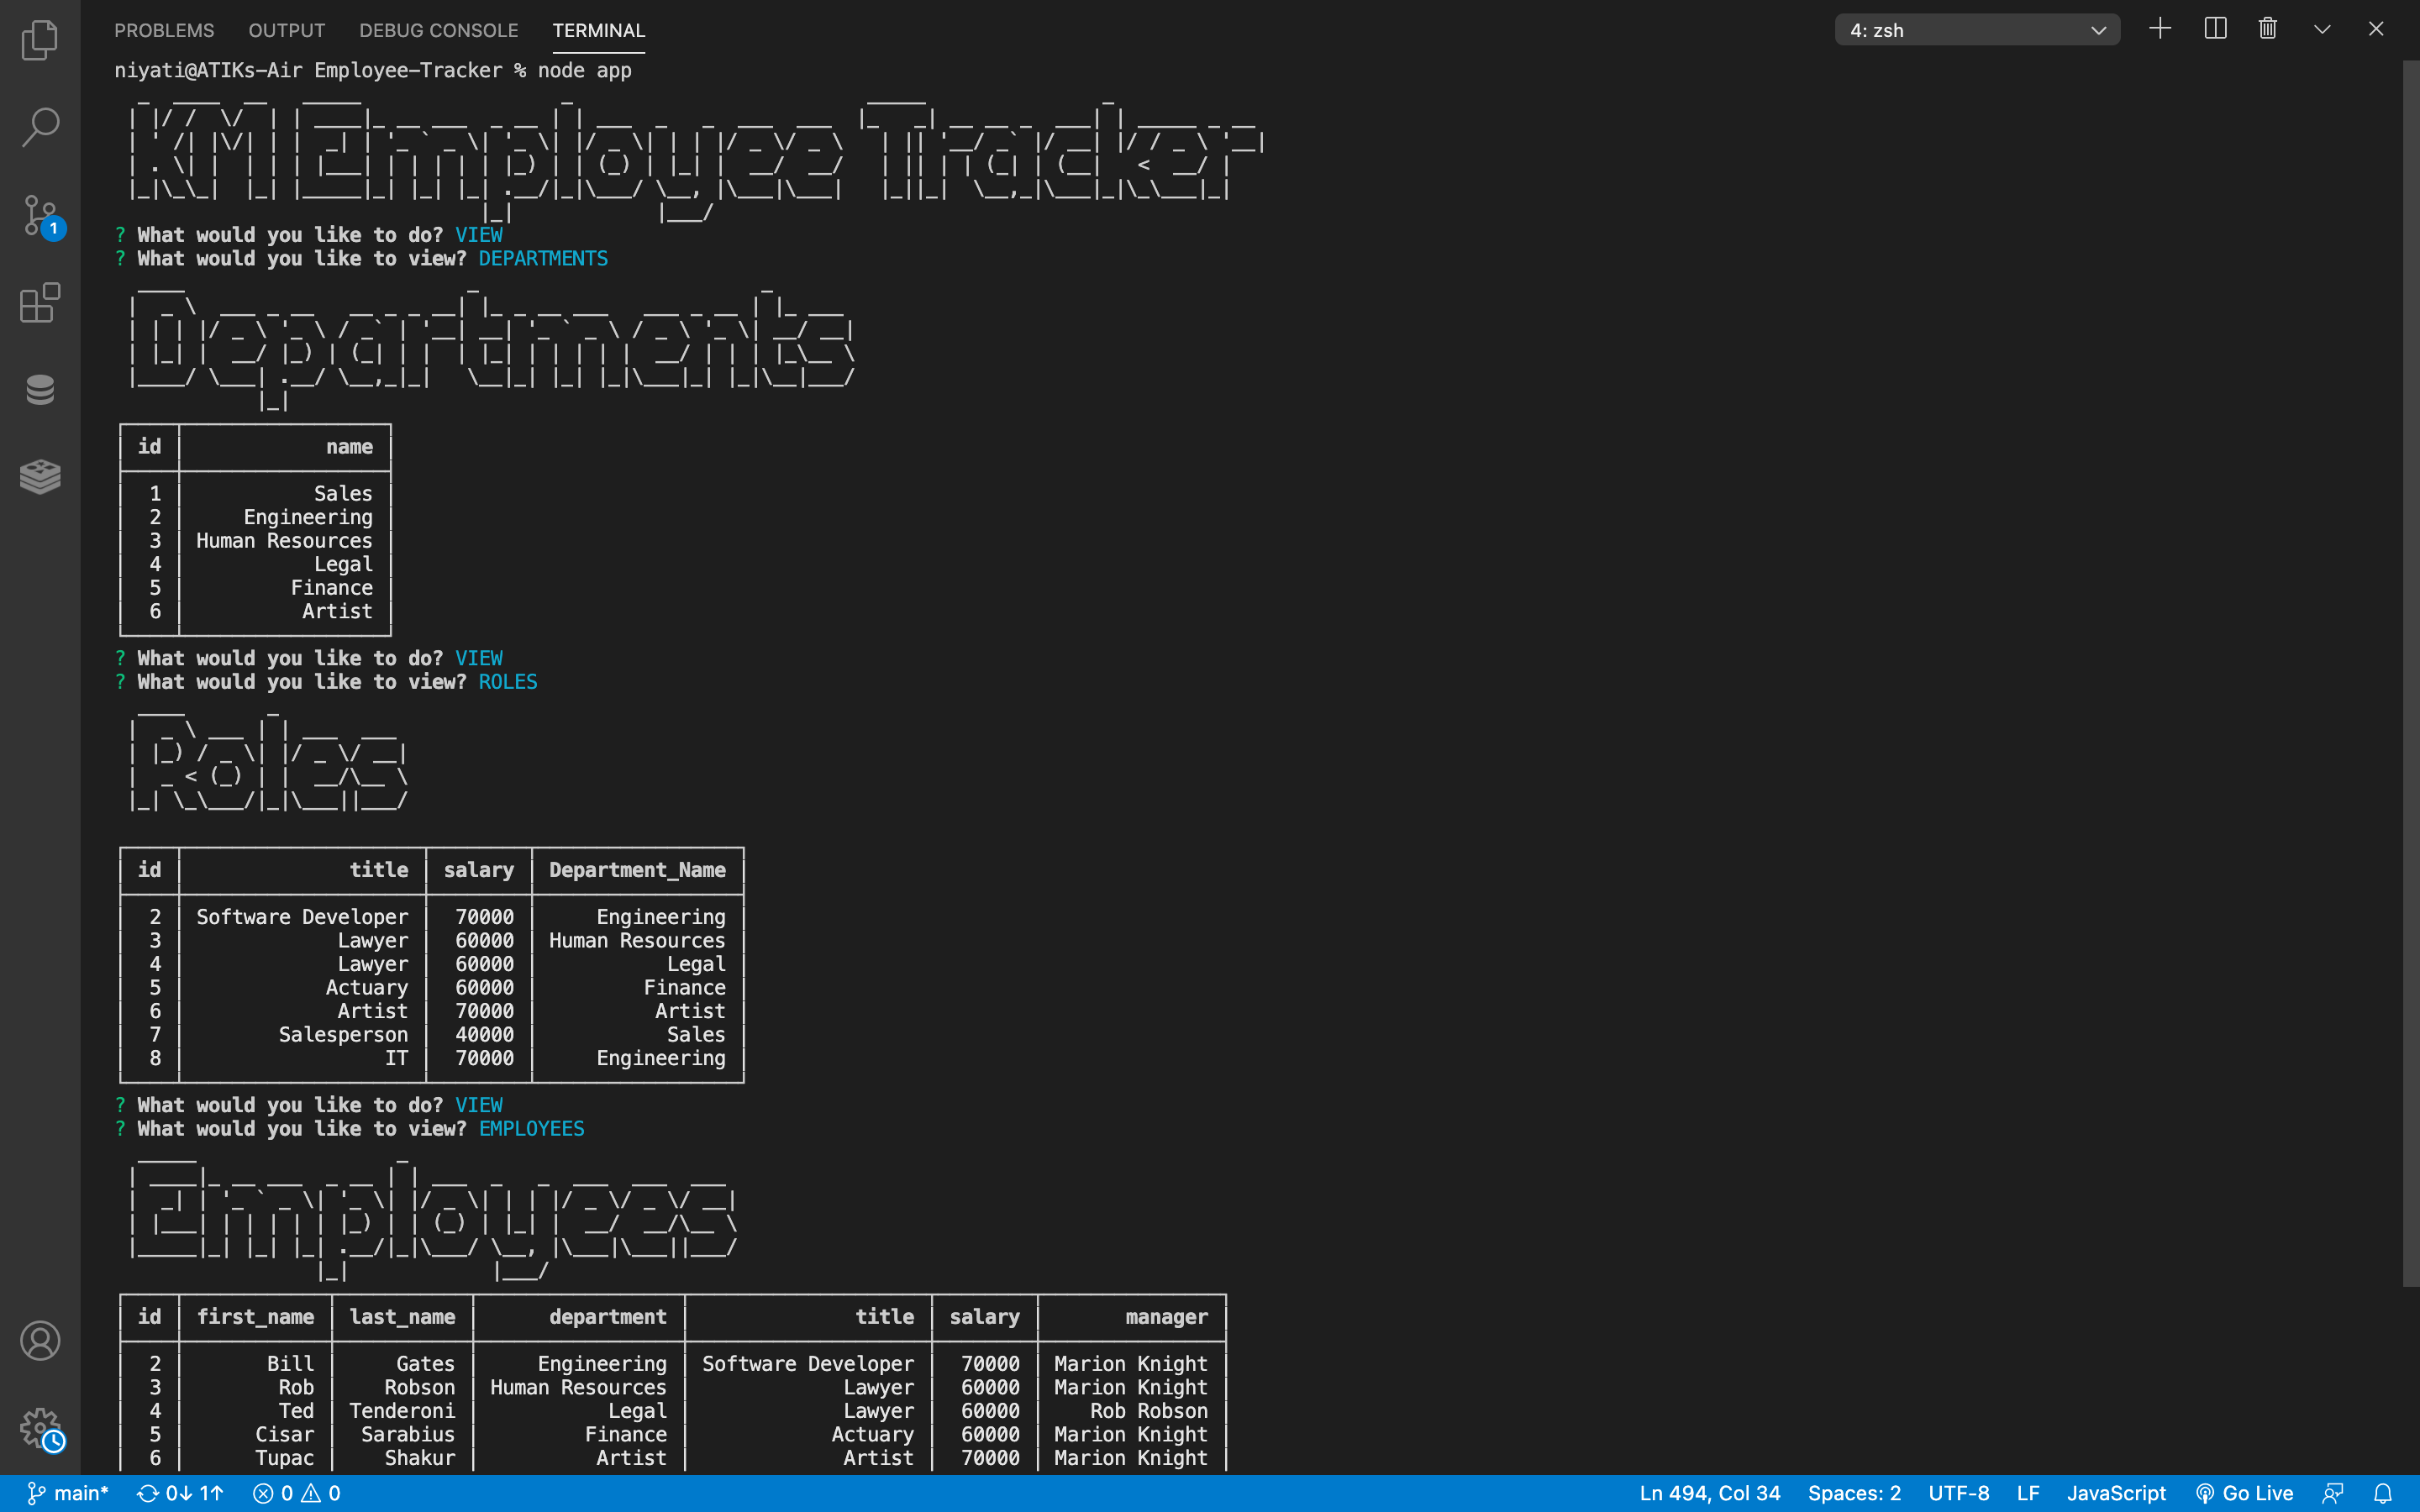 PROBLEMS OUTPUT DEBUG CONSOLE TERMINAL 4: zsh
niyati@ATIKs-Air Employee-Tracker % node app
KM Employee Tracker
? What would you like to do? VIEW
? What would you like to view? DEPARTMENTS
Departments
id name
1 Sales
2 Engineering
3 Human Resources
4 Legal
5 Finance
6 Artist
? What would you like to do? VIEW
? What would you like to view? ROLES
Roles
id title salary Department_Name
2 Software Developer 70000 Engineering
3 Lawyer 60000 Human Resources
4 Lawyer 60000 Legal
5 Actuary 60000 Finance
6 Artist 70000 Artist
7 Salesperson 40000 Sales
8 IT 70000 Engineering
? What would you like to do? VIEW
? What would you like to view? EMPLOYEES
Employees
id first_name last_name department title salary manager
2 Bill Gates Engineering Software Developer 70000 Marion Knight
3 Rob Robson Human Resources Lawyer 60000 Marion Knight
4 Ted Tenderoni Legal Lawyer 60000 Rob Robson
5 Cisar Sarabius Finance Actuary 60000 Marion Knight
6 Tupac Shakur Artist Artist 70000 Marion Knight
1
main* 0↓ 1↑ 0 0 Ln 494, Col 34 Spaces: 2 UTF-8 LF JavaScript Go Live